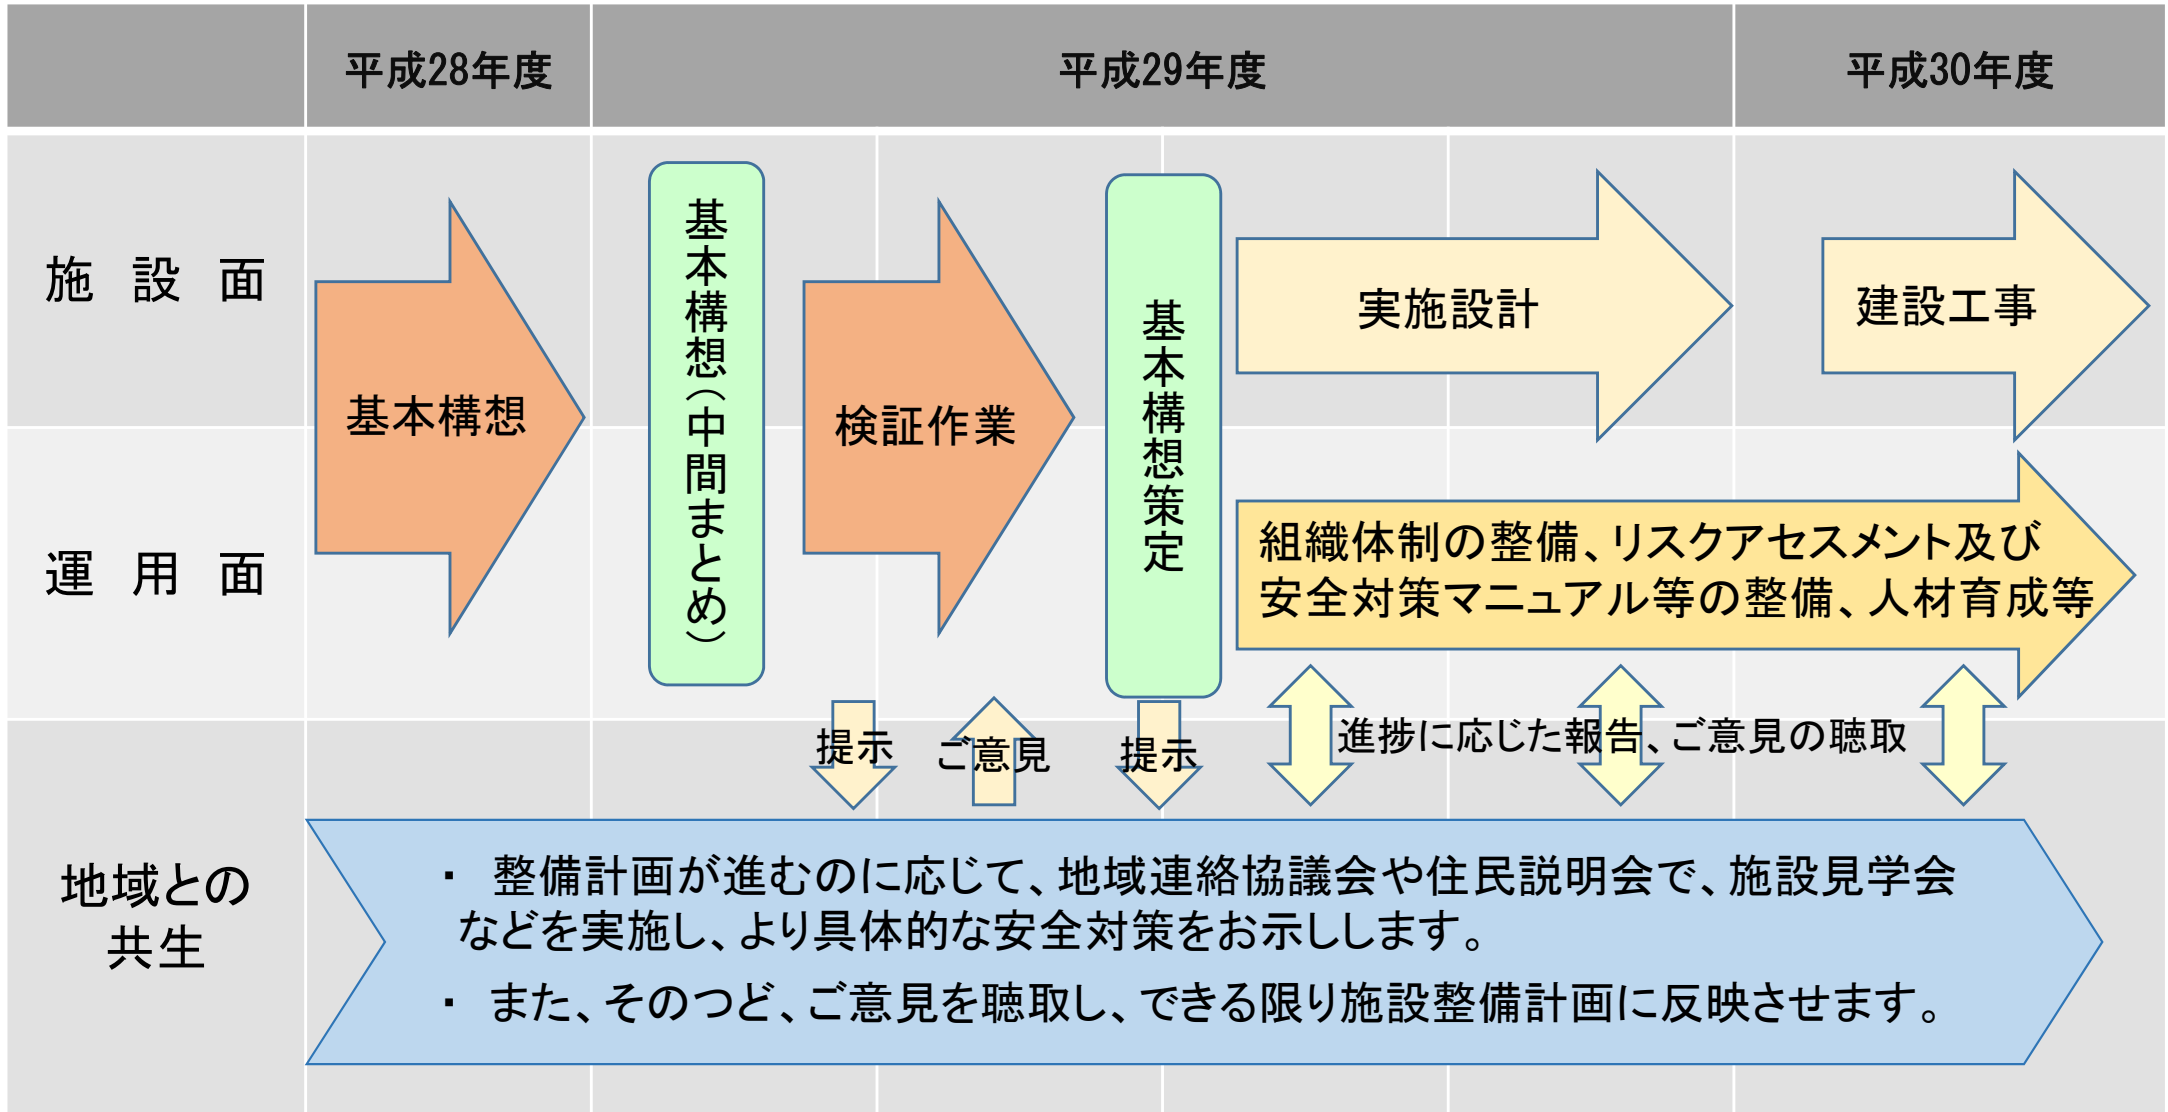 平成28年度
平成29年度
平成30年度
施 設 面
基本構想
基本構想（中間まとめ）
検証作業
基本構想策定
実施設計
建設工事
運 用 面
組織体制の整備、リスクアセスメント及び
安全対策マニュアル等の整備、人材育成等
提示
ご意見
提示
進捗に応じた報告、ご意見の聴取
地域との
共生
・ 整備計画が進むのに応じて、地域連絡協議会や住民説明会で、施設見学会
などを実施し、より具体的な安全対策をお示しします。
・ また、そのつど、ご意見を聴取し、できる限り施設整備計画に反映させます。